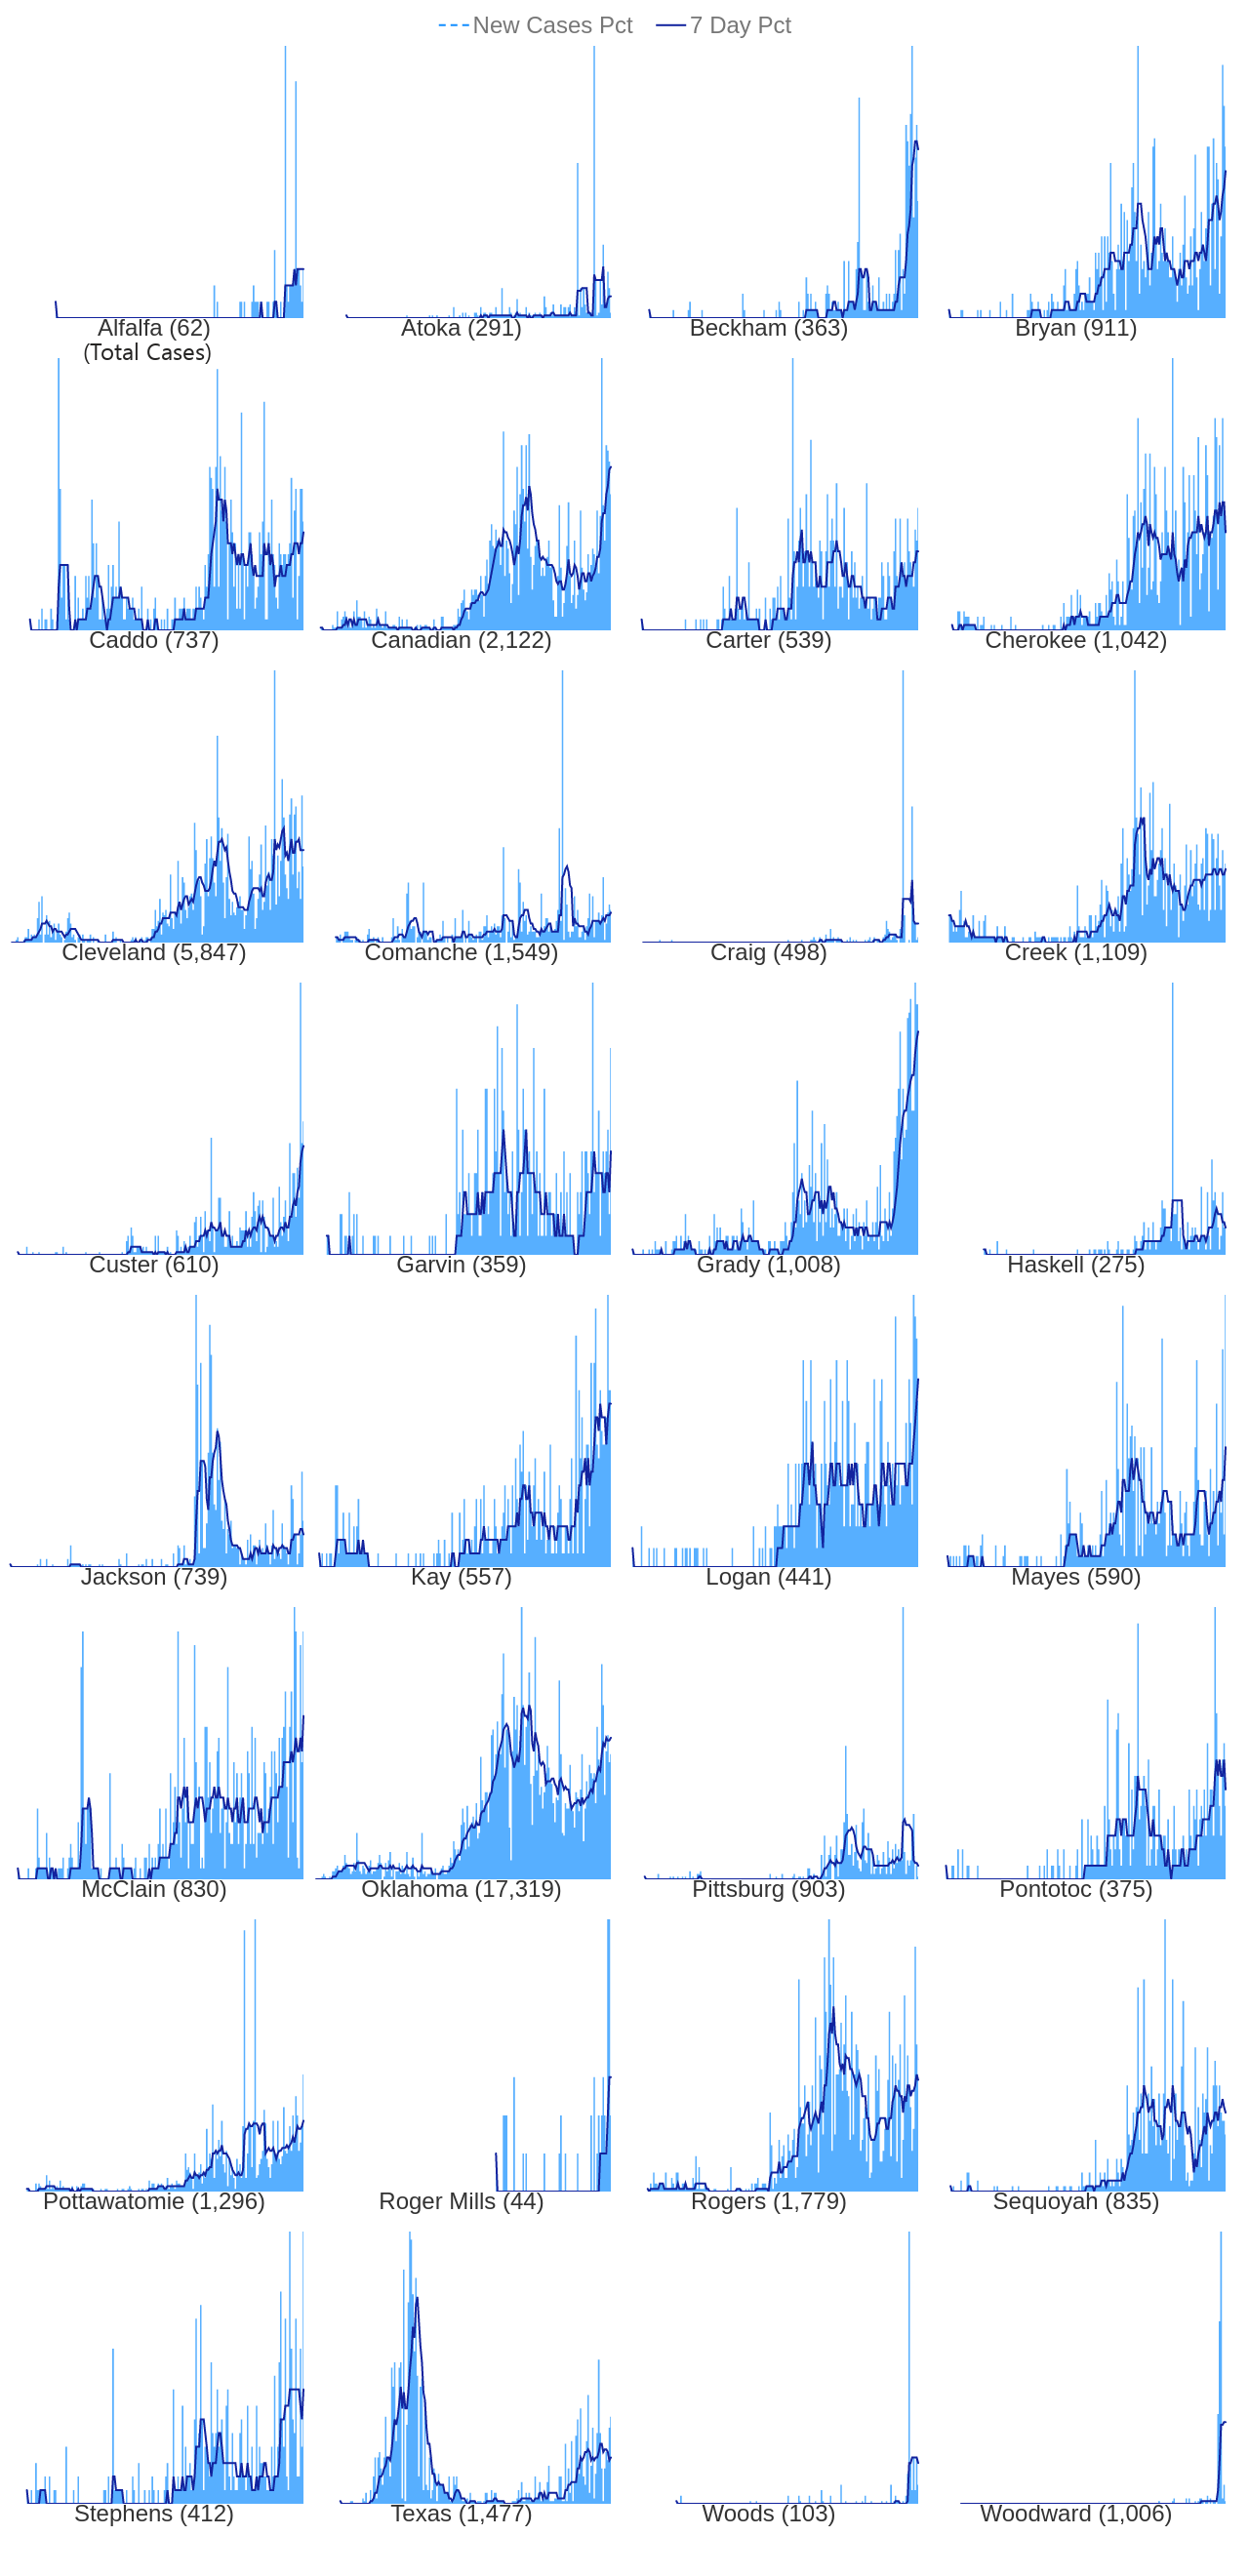 New Cases Pct 7 Day Pct
Alfalfa (62) Atoka (291) Beckham (363) Bryan (911)
(Total Cases)
Caddo (737) Canadian (2,122) Carter (539) Cherokee (1,042)
Cleveland (5,847) Comanche (1,549) Craig (498) Creek (1,109)
Custer (610) Garvin (359) Grady (1,008) Haskell (275)
Jackson (739) Kay (557) Logan (441) Mayes (590)
McClain (830) Oklahoma (17,319) Pittsburg (903) Pontotoc (375)
Pottawatomie (1,296) Roger Mills (44) Rogers (1,779) Sequoyah (835)
Stephens (412) Texas (1,477) Woods (103) Woodward (1,006)